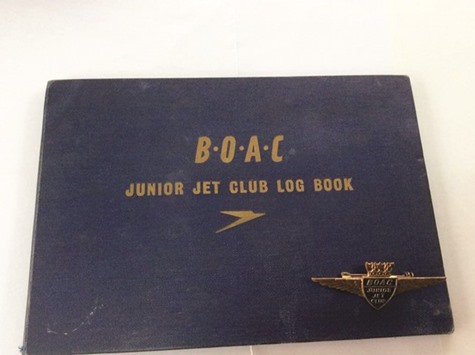 B·O·A·C
JUNIOR JET CLUB LOG BOOK
BOAC
JUNIOR
JET
CLUB